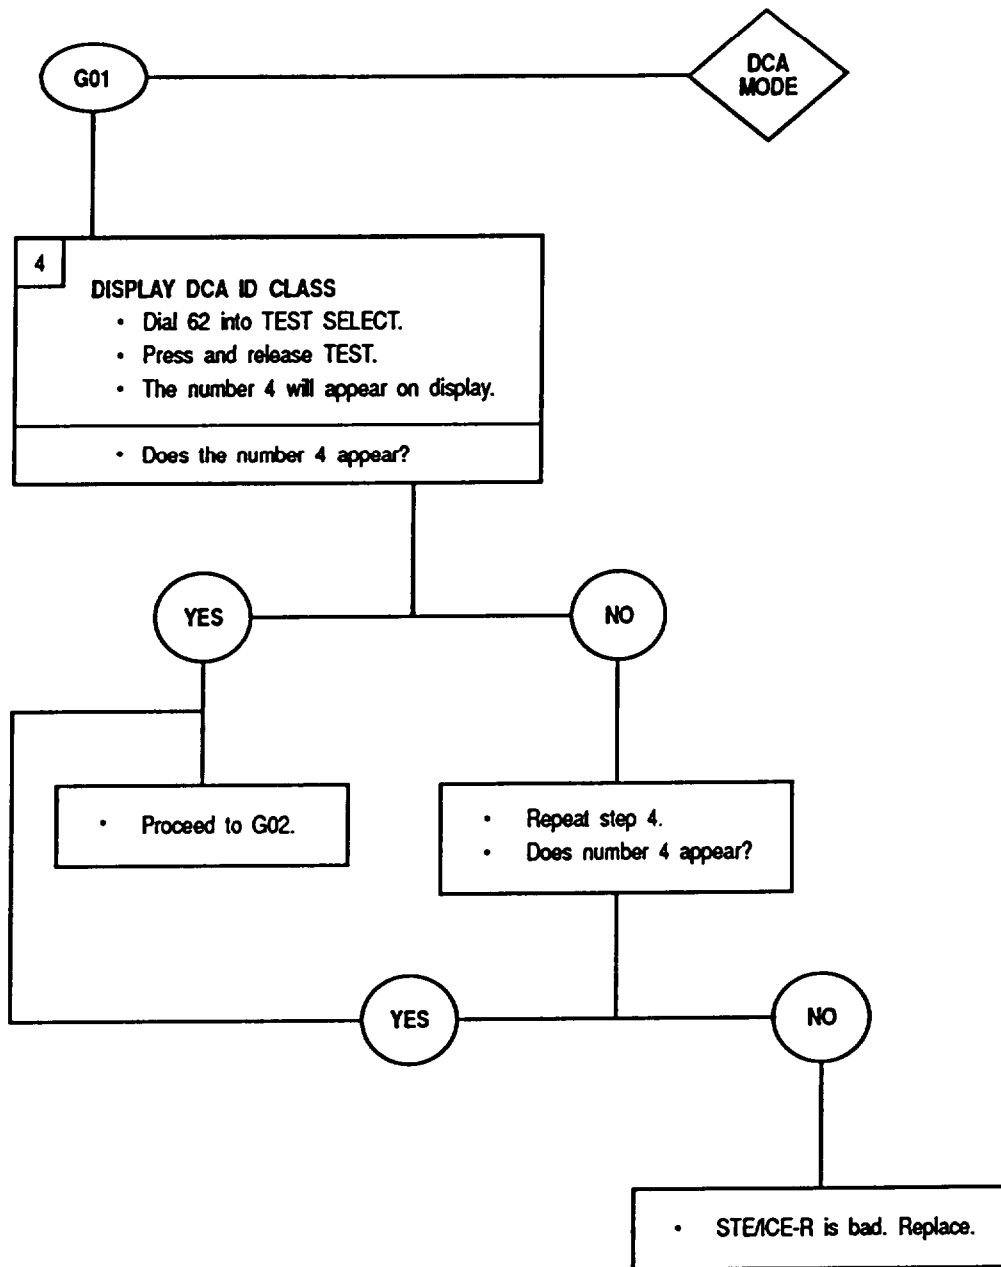 G01
DCA
MODE
4
DISPLAY DCA ID CLASS
• Dial 62 into TEST SELECT.
• Press and release TEST.
• The number 4 will appear on display.
• Does the number 4 appear?
YES
NO
• Proceed to G02.
• Repeat step 4.
• Does number 4 appear?
YES
NO
• STE/ICE-R is bad. Replace.